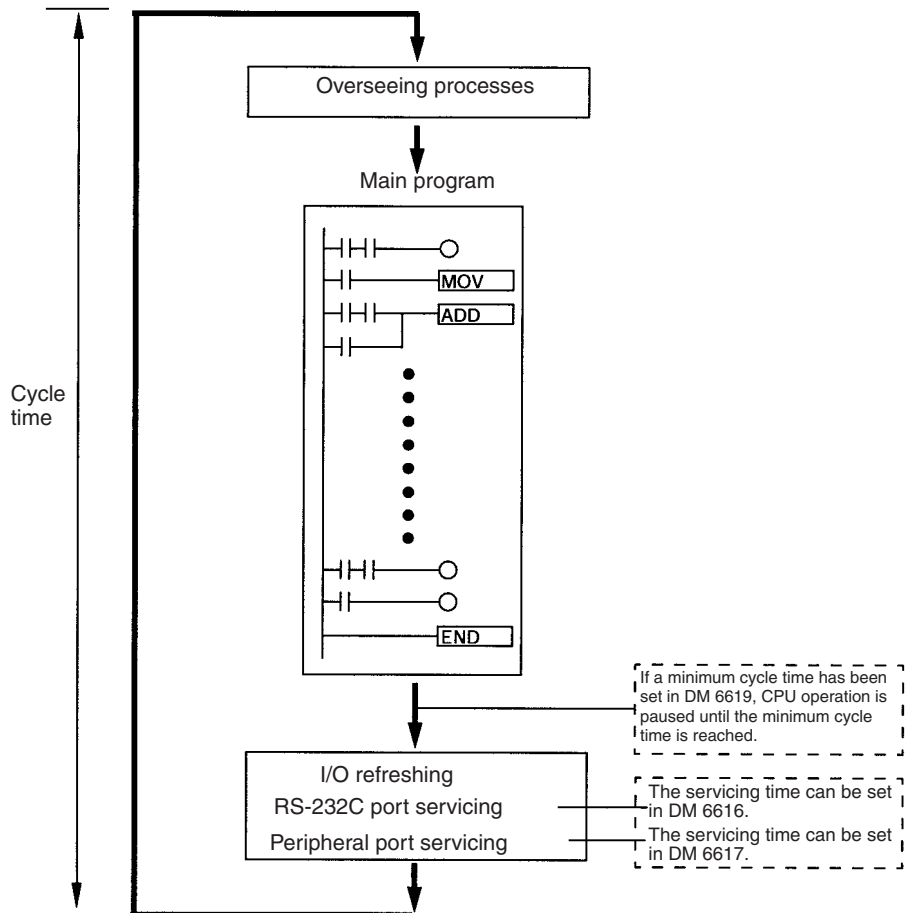 Overseeing processes
Main program
MOV
ADD
Cycle
time
END
If a minimum cycle time has been
set in DM 6619, CPU operation is
paused until the minimum cycle
time is reached.
I/O refreshing
RS-232C port servicing
Peripheral port servicing
The servicing time can be set
in DM 6616.
The servicing time can be set
in DM 6617.